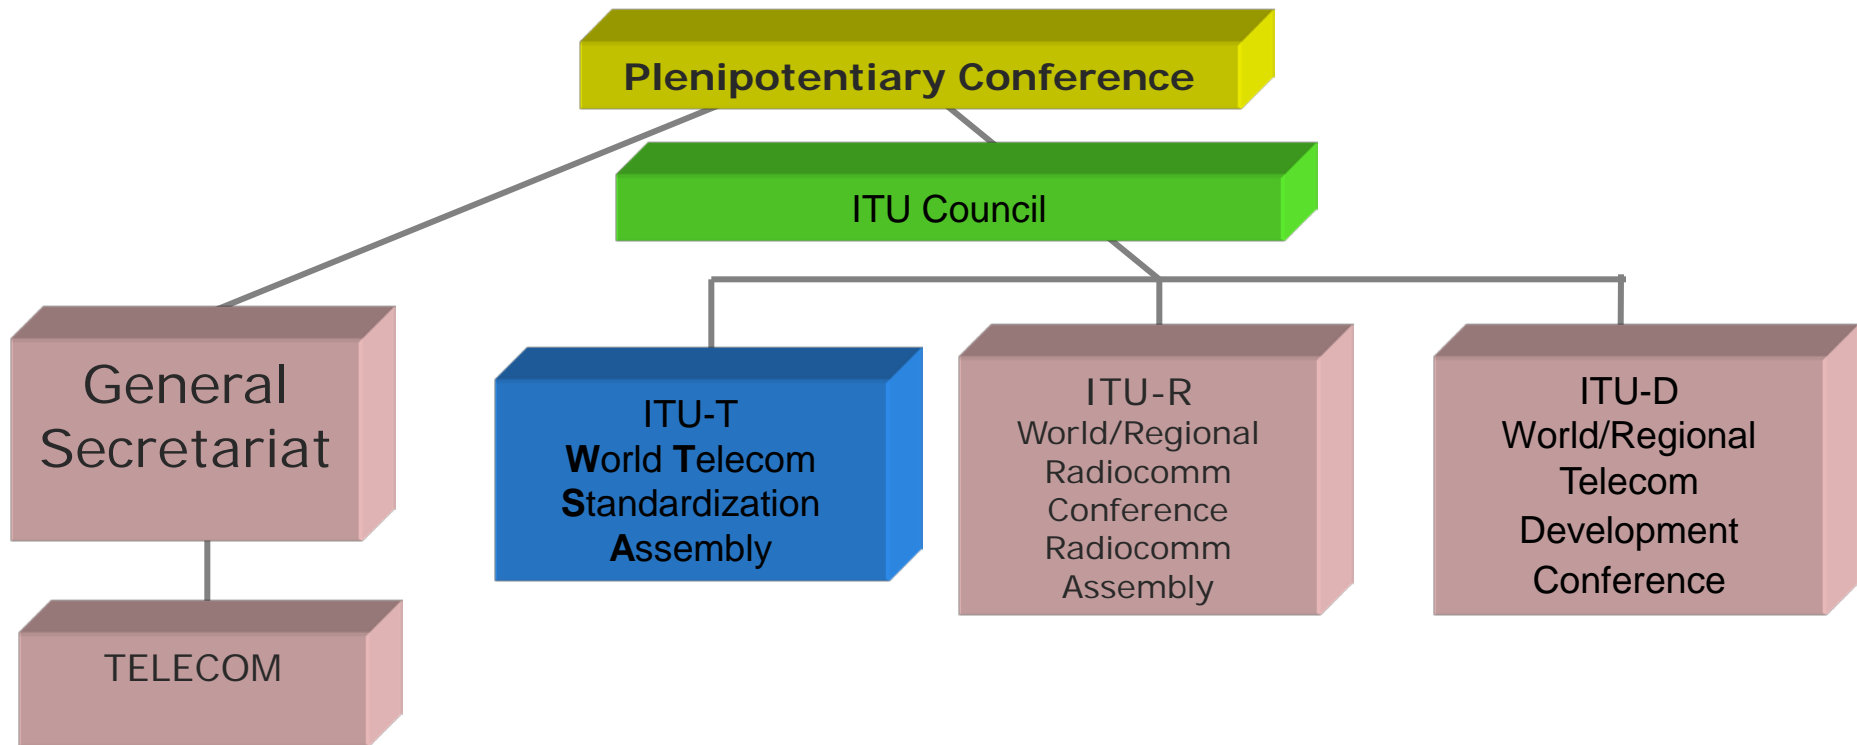 Plenipotentiary Conference
ITU Council
General
Secretariat
TELECOM
ITU-T
World Telecom
Standardization
Assembly
ITU-R
World/Regional
Radiocomm
Conference
Radiocomm
Assembly
ITU-D
World/Regional
Telecom
Development
Conference